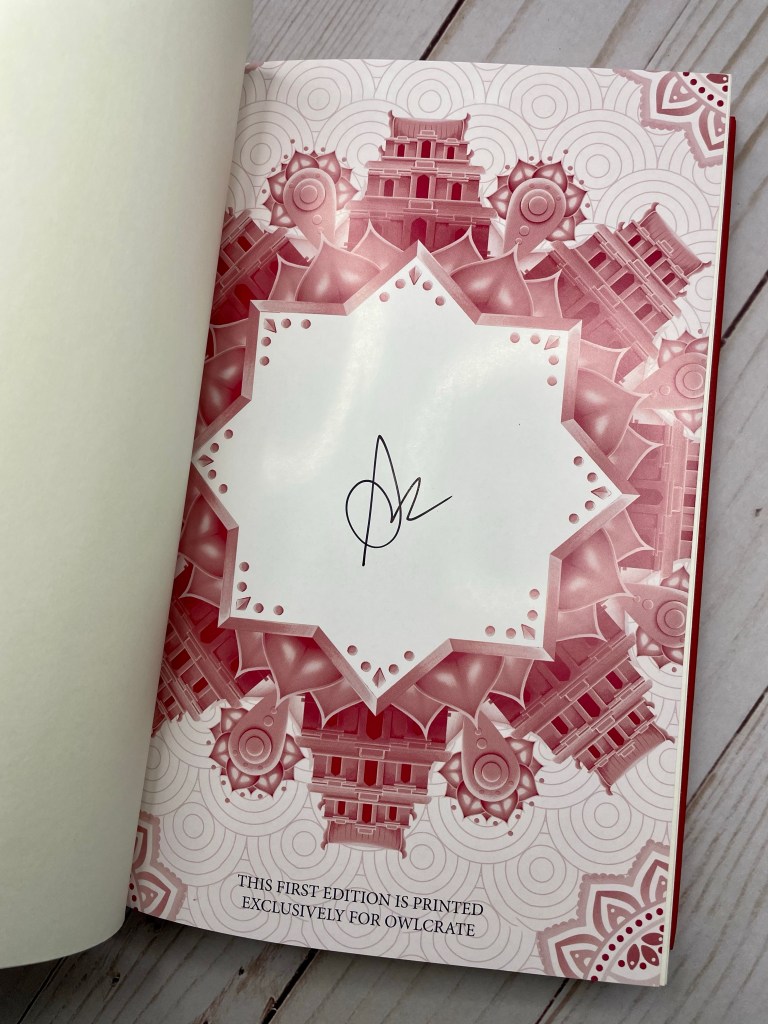 THIS FIRST EDITION IS PRINTED
EXCLUSIVELY FOR OWLCRATE